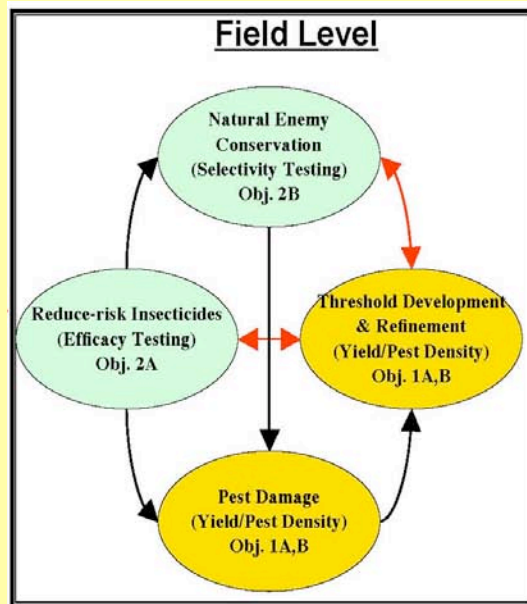 Field Level
Natural Enemy
Conservation
(Selectivity Testing)
Obj. 2B
Reduce-risk Insecticides
(Efficacy Testing)
Obj. 2A
Threshold Development
& Refinement
(Yield/Pest Density)
Obj. 1A,B
Pest Damage
(Yield/Pest Density)
Obj. 1A,B